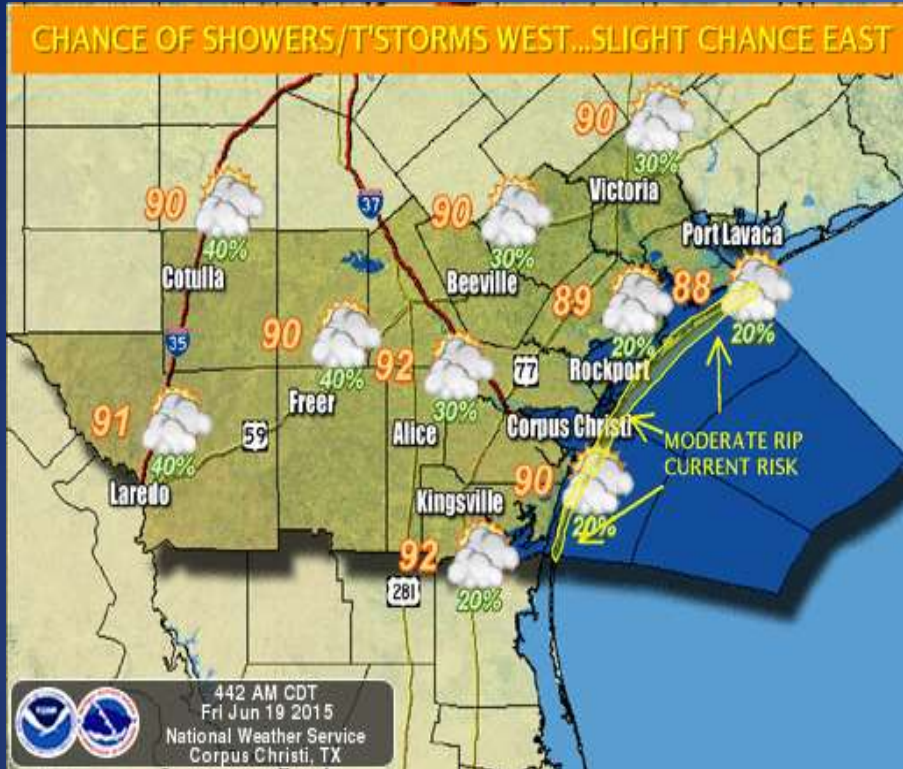 CHANCE OF SHOWERS/T'STORMS WEST...SLIGHT CHANCE EAST
90
30%
Victoria
90
40%
Cotulla
37
90
30%
Beeville
Port Lavaca
88
20%
89
20%
Rockport
35
90
40%
Freer
92
30%
Alice
77
91
40%
Laredo
59
Corpus Christi
90
20%
MODERATE RIP
CURRENT RISK
Kingsville
92
20%
281
442 AM CDT
Fri Jun 19 2015
National Weather Service
Corpus Christi, TX